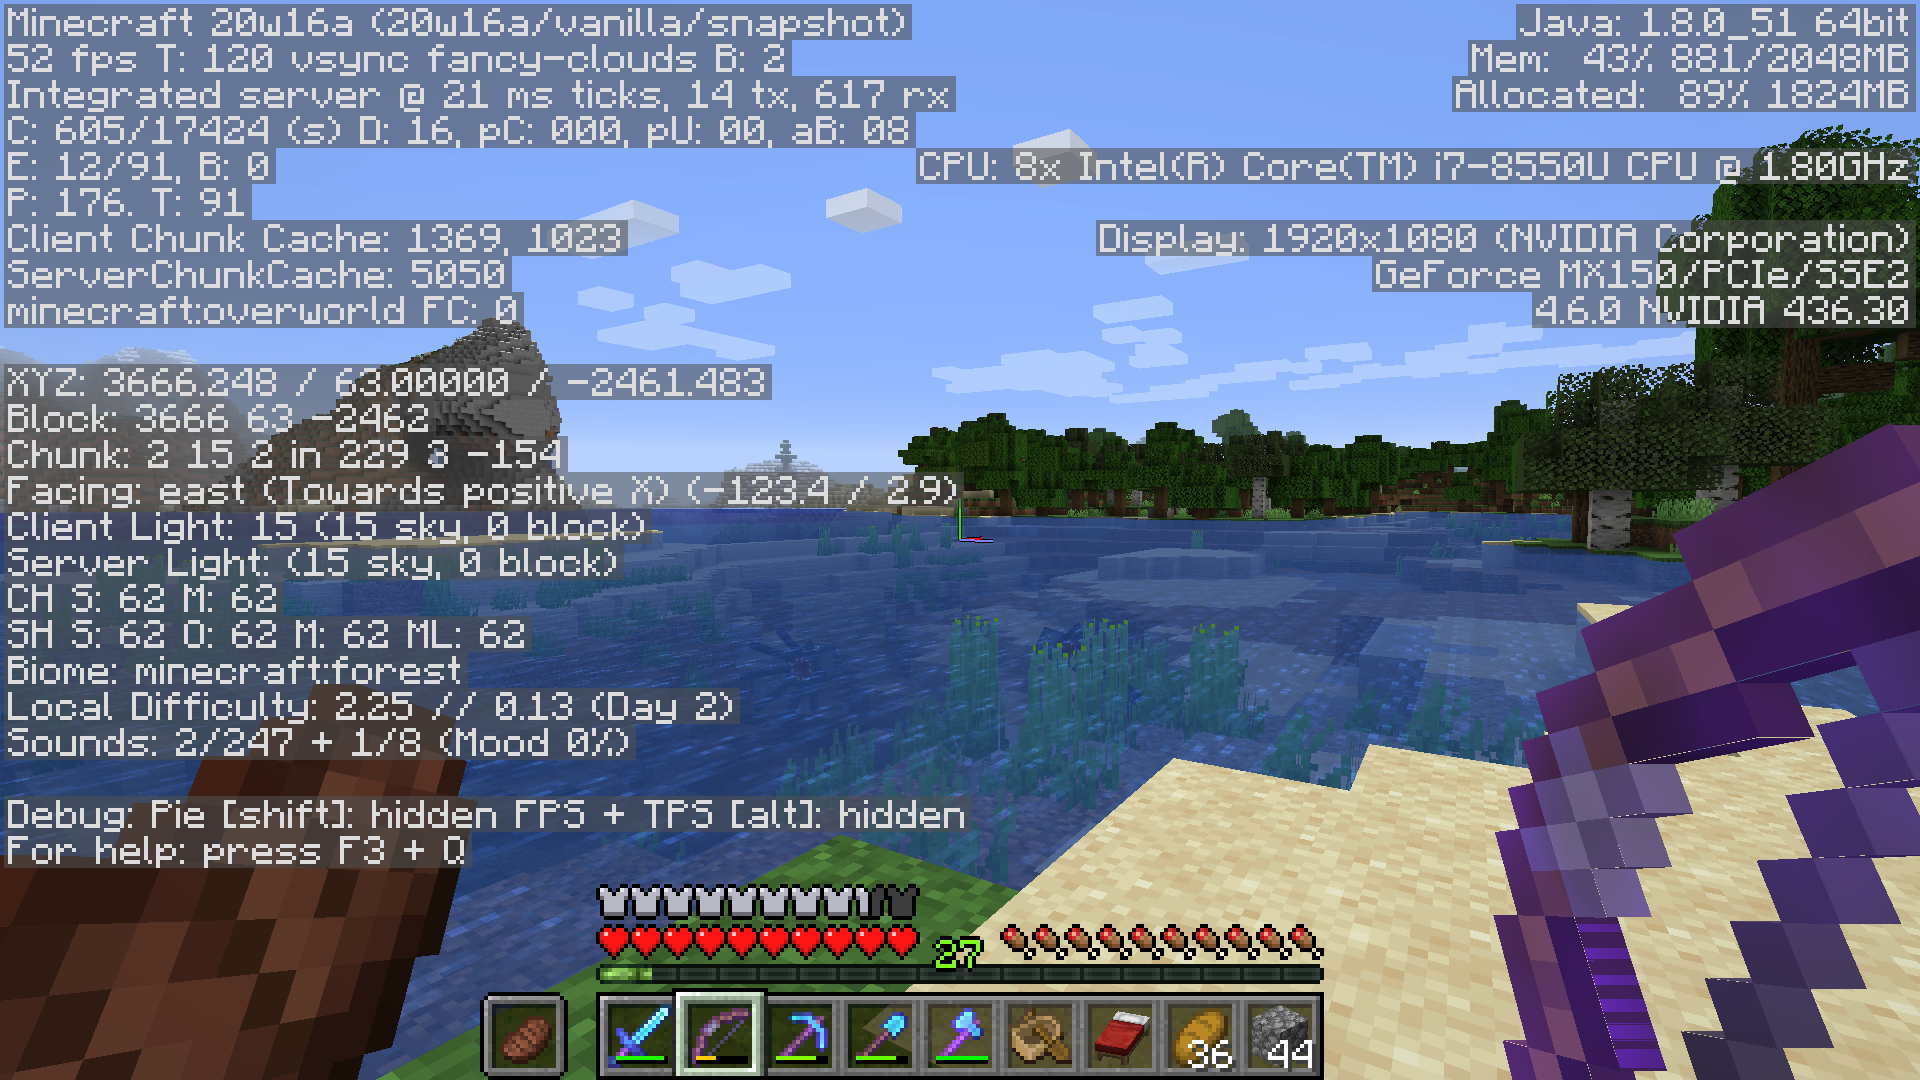 Minecraft 20w16a (20w16a/vanilla/snapshot)
52 fps T: 120 vsync fancy-clouds B: 2
Integrated server @ 21 ms ticks, 14 tx, 617 rx
C: 605/17424 (s) D: 16, pC: 000, pU: 00, aB: 08
E: 12/91, B: 0
P: 176. T: 91
Client Chunk Cache: 1369, 1023
ServerChunkCache: 5050
minecraft:overworld FC: 0
XYZ: 3666.248 / 63.00000 / -2461.483
Block: 3666 63 -2462
Chunk: 2 15 2 in 229 3 -154
Facing: east (Towards positive X) (-123.4 / 2.9)
Client Light: 15 (15 sky, 0 block)
Server Light: (15 sky, 0 block)
CH S: 62 M: 62
SH S: 62 O: 62 M: 62 ML: 62
Biome: minecraft:forest
Local Difficulty: 2.25 // 0.13 (Day 2)
Sounds: 2/247 + 1/8 (Mood 0%)
Debug: Pie [shift]: hidden FPS + TPS [alt]: hidden
For help: press F3 + Q
Java: 1.8.0_51 64bit
Mem: 43% 881/2048MB
Allocated: 89% 1824MB
CPU: 8x Intel(R) Core(TM) i7-8550U CPU @ 1.80GHz
Display: 1920x1080 (NVIDIA Corporation)
GeForce MX150/PCIe/SSE2
4.6.0 NVIDIA 436.30
27
36
44